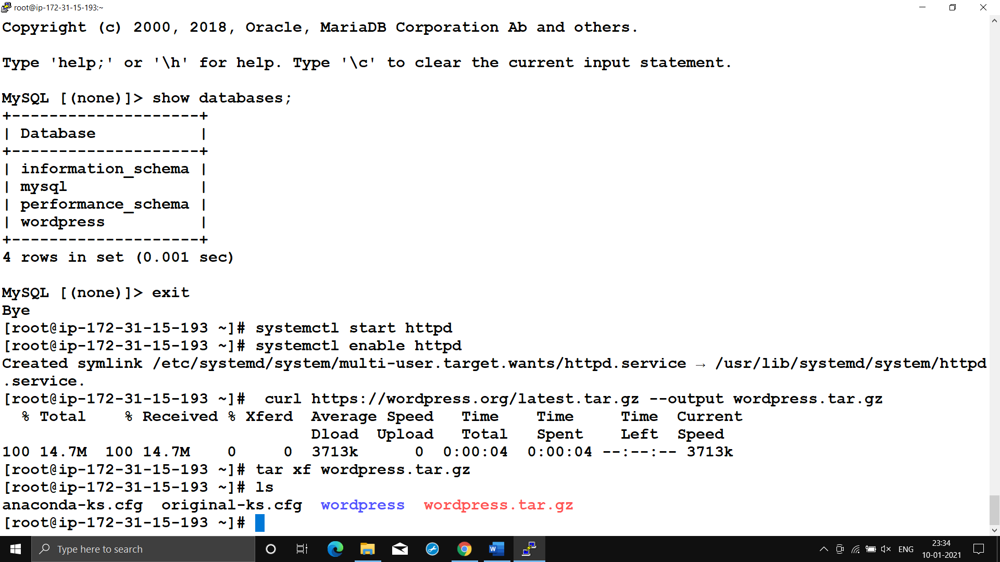 root@ip-172-31-15-193:~
Copyright (c) 2000, 2018, Oracle, MariaDB Corporation Ab and others.
Type 'help;' or '\h' for help. Type '\c' to clear the current input statement.
MySQL [(none)]> show databases;
+--------------------+
| Database           |
+--------------------+
| information_schema |
| mysql              |
| performance_schema |
| wordpress          |
+--------------------+
4 rows in set (0.001 sec)
MySQL [(none)]> exit
Bye
[root@ip-172-31-15-193 ~]# systemctl start httpd
[root@ip-172-31-15-193 ~]# systemctl enable httpd
Created symlink /etc/systemd/system/multi-user.target.wants/httpd.service → /usr/lib/systemd/system/httpd
.service.
[root@ip-172-31-15-193 ~]#  curl https://wordpress.org/latest.tar.gz --output wordpress.tar.gz
  % Total    % Received % Xferd  Average Speed   Time    Time     Time  Current
                                 Dload  Upload   Total   Spent    Left  Speed
100 14.7M  100 14.7M    0     0  3713k      0  0:00:04  0:00:04 --:--:-- 3713k
[root@ip-172-31-15-193 ~]# tar xf wordpress.tar.gz
[root@ip-172-31-15-193 ~]# ls
anaconda-ks.cfg  original-ks.cfg  wordpress  wordpress.tar.gz
[root@ip-172-31-15-193 ~]#
Type here to search
ENG
23:34
10-01-2021